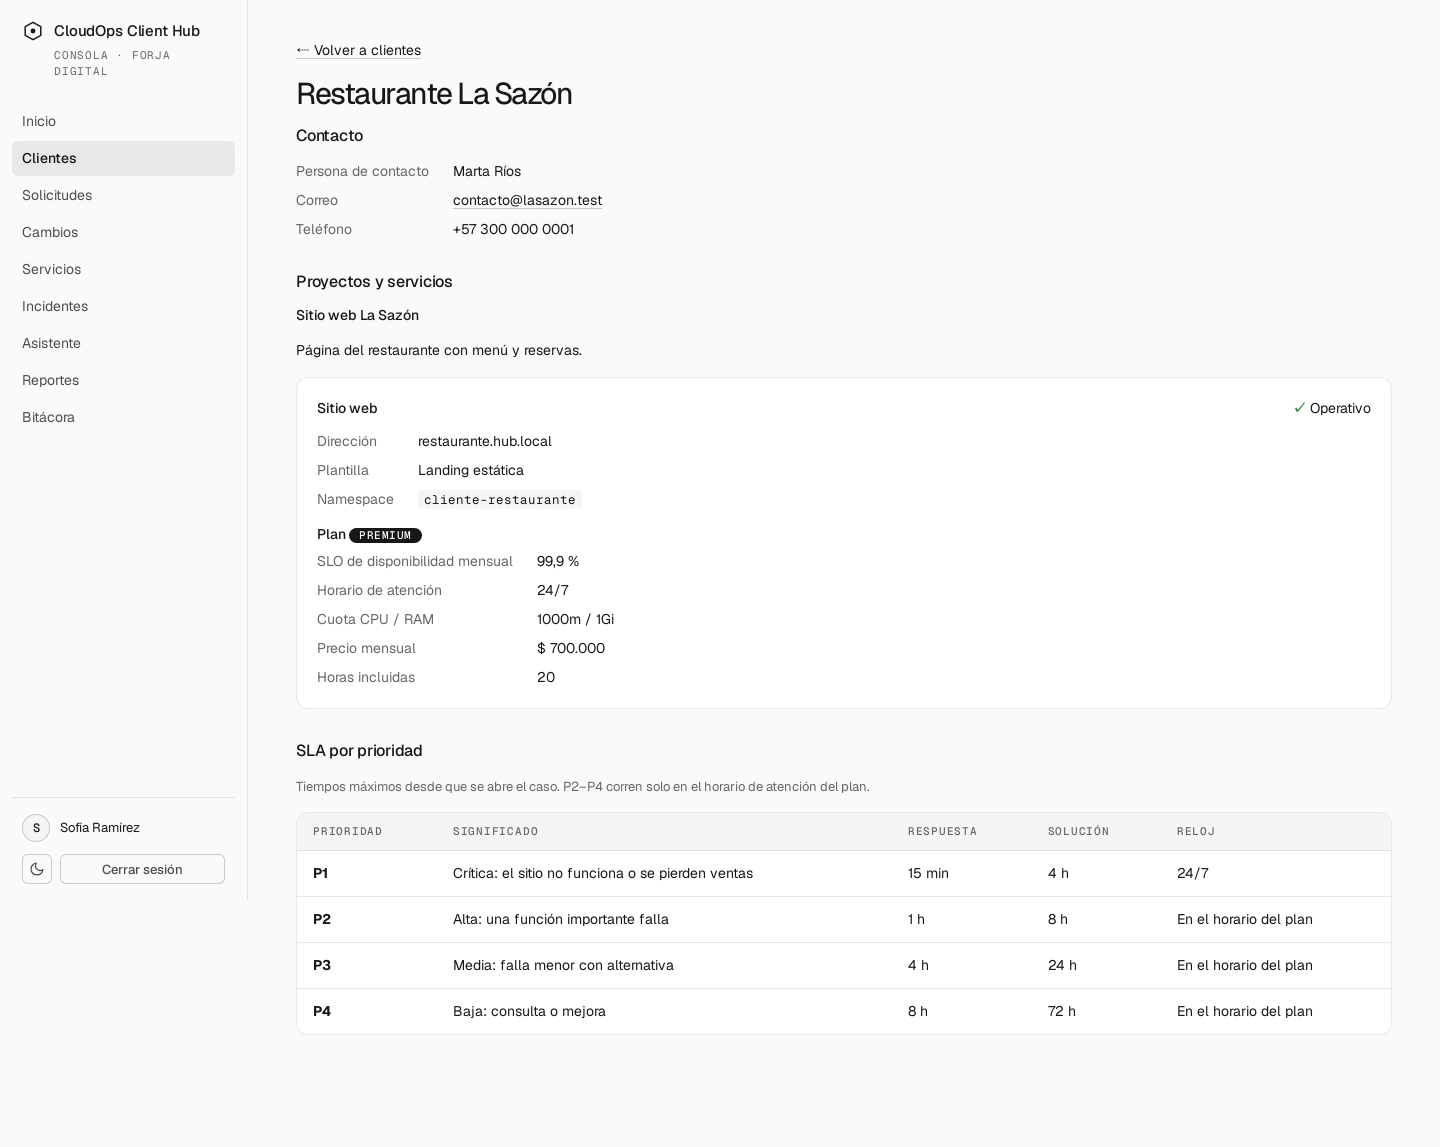 CloudOps Client Hub
CONSOLA · FORJA
DIGITAL
Inicio
Clientes
Solicitudes
Cambios
Servicios
Incidentes
Asistente
Reportes
Bitácora
S Sofía Ramírez
Cerrar sesión
← Volver a clientes
Restaurante La Sazón
Contacto
Persona de contacto Marta Ríos
Correo contacto@lasazon.test
Teléfono +57 300 000 0001
Proyectos y servicios
Sitio web La Sazón
Página del restaurante con menú y reservas.
Sitio web ✓ Operativo
Dirección restaurante.hub.local
Plantilla Landing estática
Namespace cliente-restaurante
Plan PREMIUM
SLO de disponibilidad mensual 99,9 %
Horario de atención 24/7
Cuota CPU / RAM 1000m / 1Gi
Precio mensual $ 700.000
Horas incluidas 20
SLA por prioridad
Tiempos máximos desde que se abre el caso. P2–P4 corren solo en el horario de atención del plan.
PRIORIDAD SIGNIFICADO RESPUESTA SOLUCIÓN RELOJ
P1 Crítica: el sitio no funciona o se pierden ventas 15 min 4 h 24/7
P2 Alta: una función importante falla 1 h 8 h En el horario del plan
P3 Media: falla menor con alternativa 4 h 24 h En el horario del plan
P4 Baja: consulta o mejora 8 h 72 h En el horario del plan